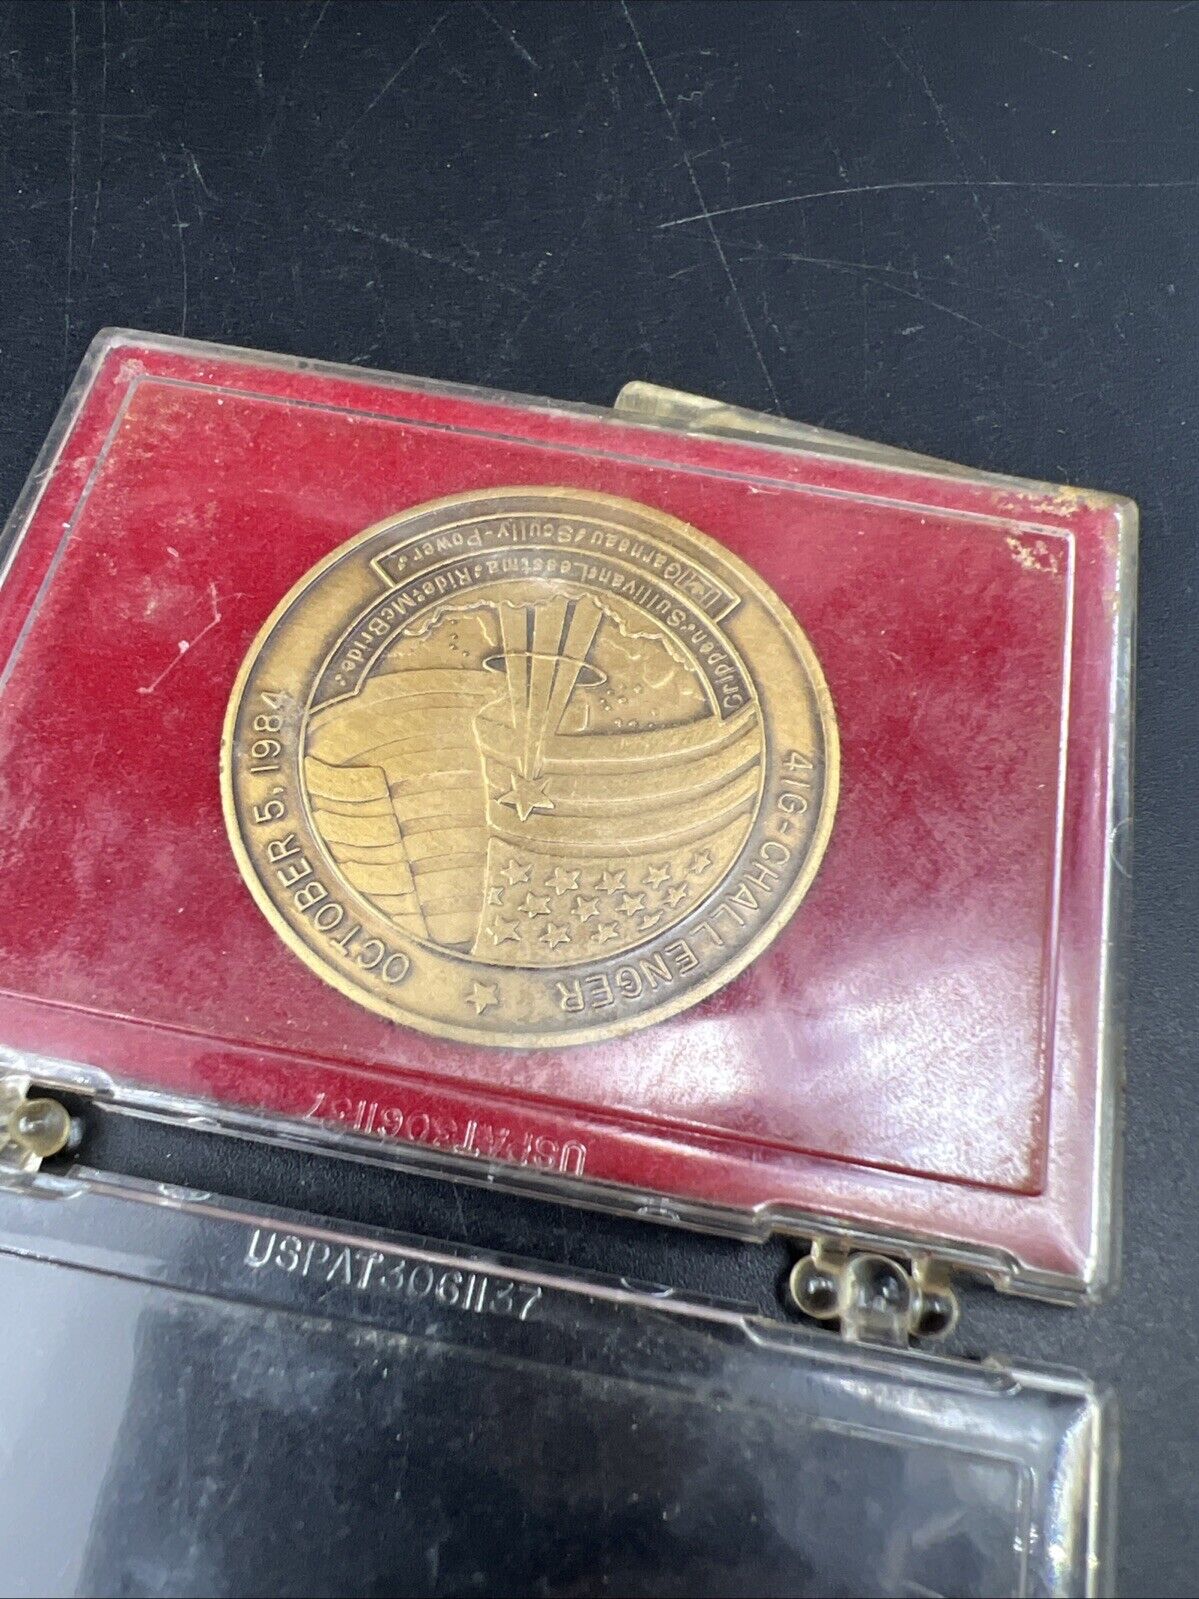 Garneau Scully-Power
Crippen Sullivan Leestma Ride McBride
OCTOBER 5, 1984
41G-CHALLENGER
USPAT3061137
USPAT3061137